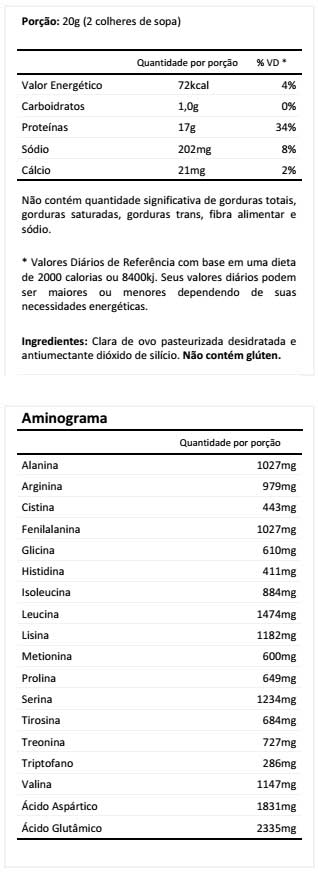 Porção: 20g (2 colheres de sopa)
Quantidade por porção % VD *
Valor Energético 72kcal 4%
Carboidratos 1,0g 0%
Proteínas 17g 34%
Sódio 202mg 8%
Cálcio 21mg 2%
Não contém quantidade significativa de gorduras totais,
gorduras saturadas, gorduras trans, fibra alimentar e
sódio.
* Valores Diários de Referência com base em uma dieta
de 2000 calorias ou 8400kj. Seus valores diários podem
ser maiores ou menores dependendo de suas
necessidades energéticas.
Ingredientes: Clara de ovo pasteurizada desidratada e
antiumectante dióxido de silício. Não contém glúten.
Aminograma
Quantidade por porção
Alanina 1027mg
Arginina 979mg
Cistina 443mg
Fenilalanina 1027mg
Glicina 610mg
Histidina 411mg
Isoleucina 884mg
Leucina 1474mg
Lisina 1182mg
Metionina 600mg
Prolina 649mg
Serina 1234mg
Tirosina 684mg
Treonina 727mg
Triptofano 286mg
Valina 1147mg
Ácido Aspártico 1831mg
Ácido Glutâmico 2335mg